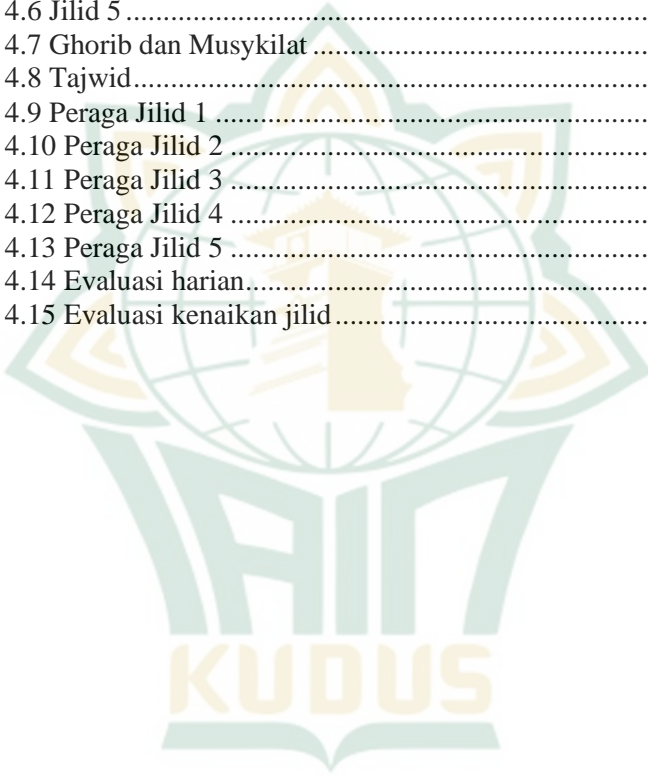 4.6 Jilid 5 ........................................................................
4.7 Ghorib dan Musykilat ..............................................
4.8 Tajwid.......................................................................
4.9 Peraga Jilid 1 ...........................................................
4.10 Peraga Jilid 2 .........................................................
4.11 Peraga Jilid 3 .........................................................
4.12 Peraga Jilid 4 .........................................................
4.13 Peraga Jilid 5 .........................................................
4.14 Evaluasi harian.......................................................
4.15 Evaluasi kenaikan jilid ...........................................
IAIN
KUDUS